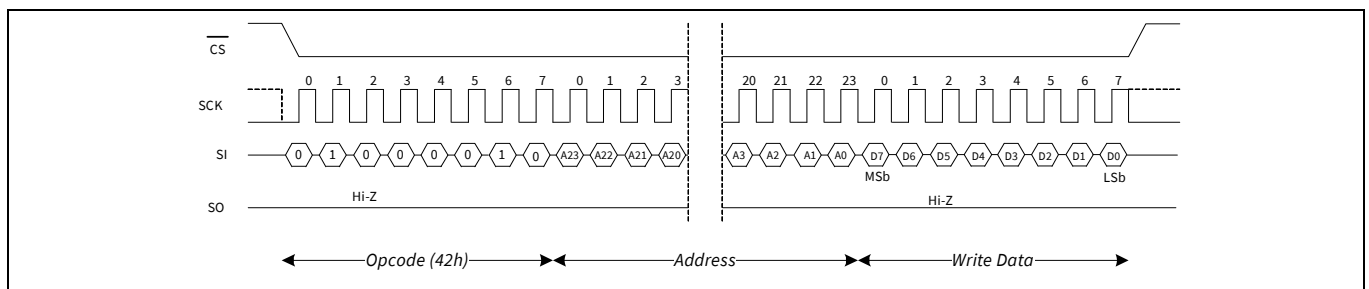 CS
0 1 2 3 4 5 6 7 0 1 2 3 20 21 22 23 0 1 2 3 4 5 6 7
SCK
SI 0 1 0 0 0 0 1 0 A23 A22 A21 A20 A3 A2 A1 A0 D7 D6 D5 D4 D3 D2 D1 D0
MSb LSb
Hi-Z Hi-Z
SO
Opcode (42h) Address Write Data